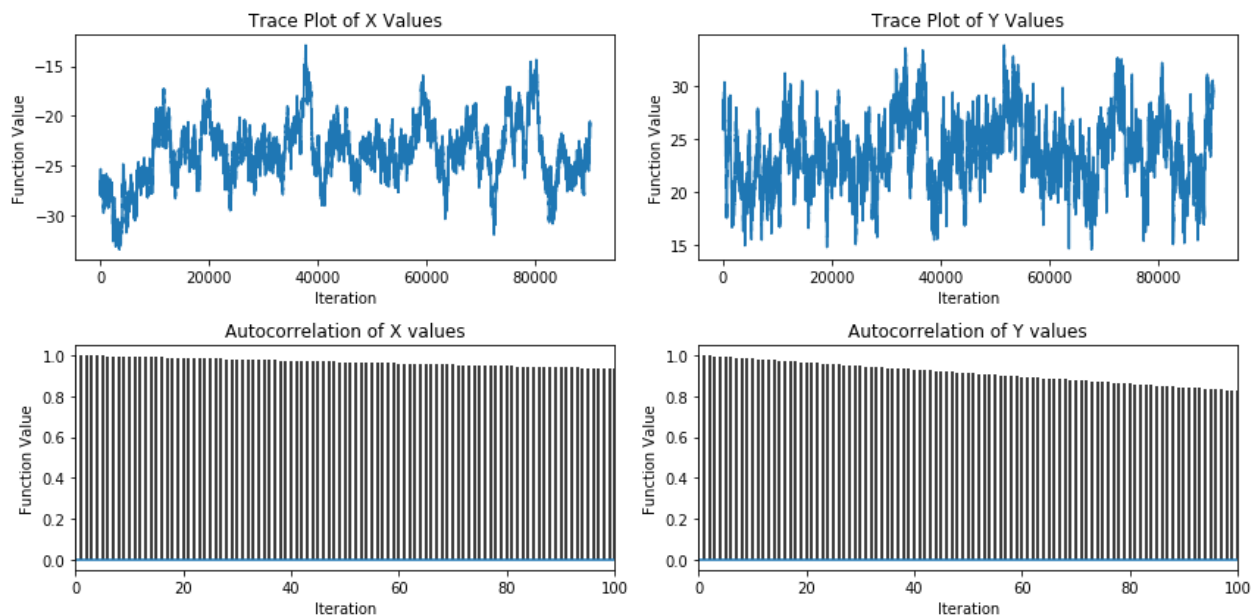 Trace Plot of X Values
Function Value
−15
−20
−25
−30
0 20000 40000 60000 80000
Iteration
Trace Plot of Y Values
Function Value
30
25
20
15
0 20000 40000 60000 80000
Iteration
Autocorrelation of X values
Function Value
1.0
0.8
0.6
0.4
0.2
0.0
0 20 40 60 80 100
Iteration
Autocorrelation of Y values
Function Value
1.0
0.8
0.6
0.4
0.2
0.0
0 20 40 60 80 100
Iteration